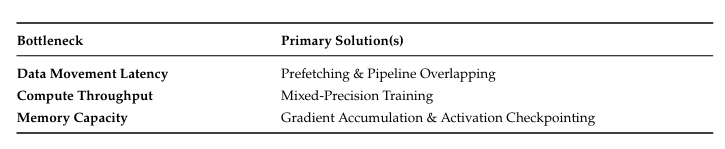 Bottleneck Primary Solution(s)
Data Movement Latency Prefetching & Pipeline Overlapping
Compute Throughput Mixed-Precision Training
Memory Capacity Gradient Accumulation & Activation Checkpointing